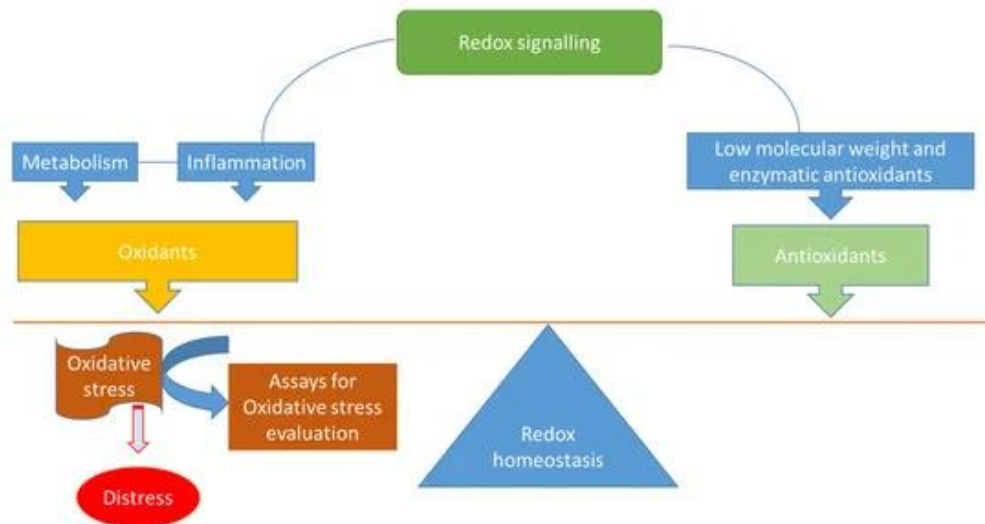 Redox signalling
Metabolism
Inflammation
Low molecular weight and
enzymatic antioxidants
Oxidants
Antioxidants
Oxidative
stress
Assays for
Oxidative stress
evaluation
Redox
homeostasis
Distress